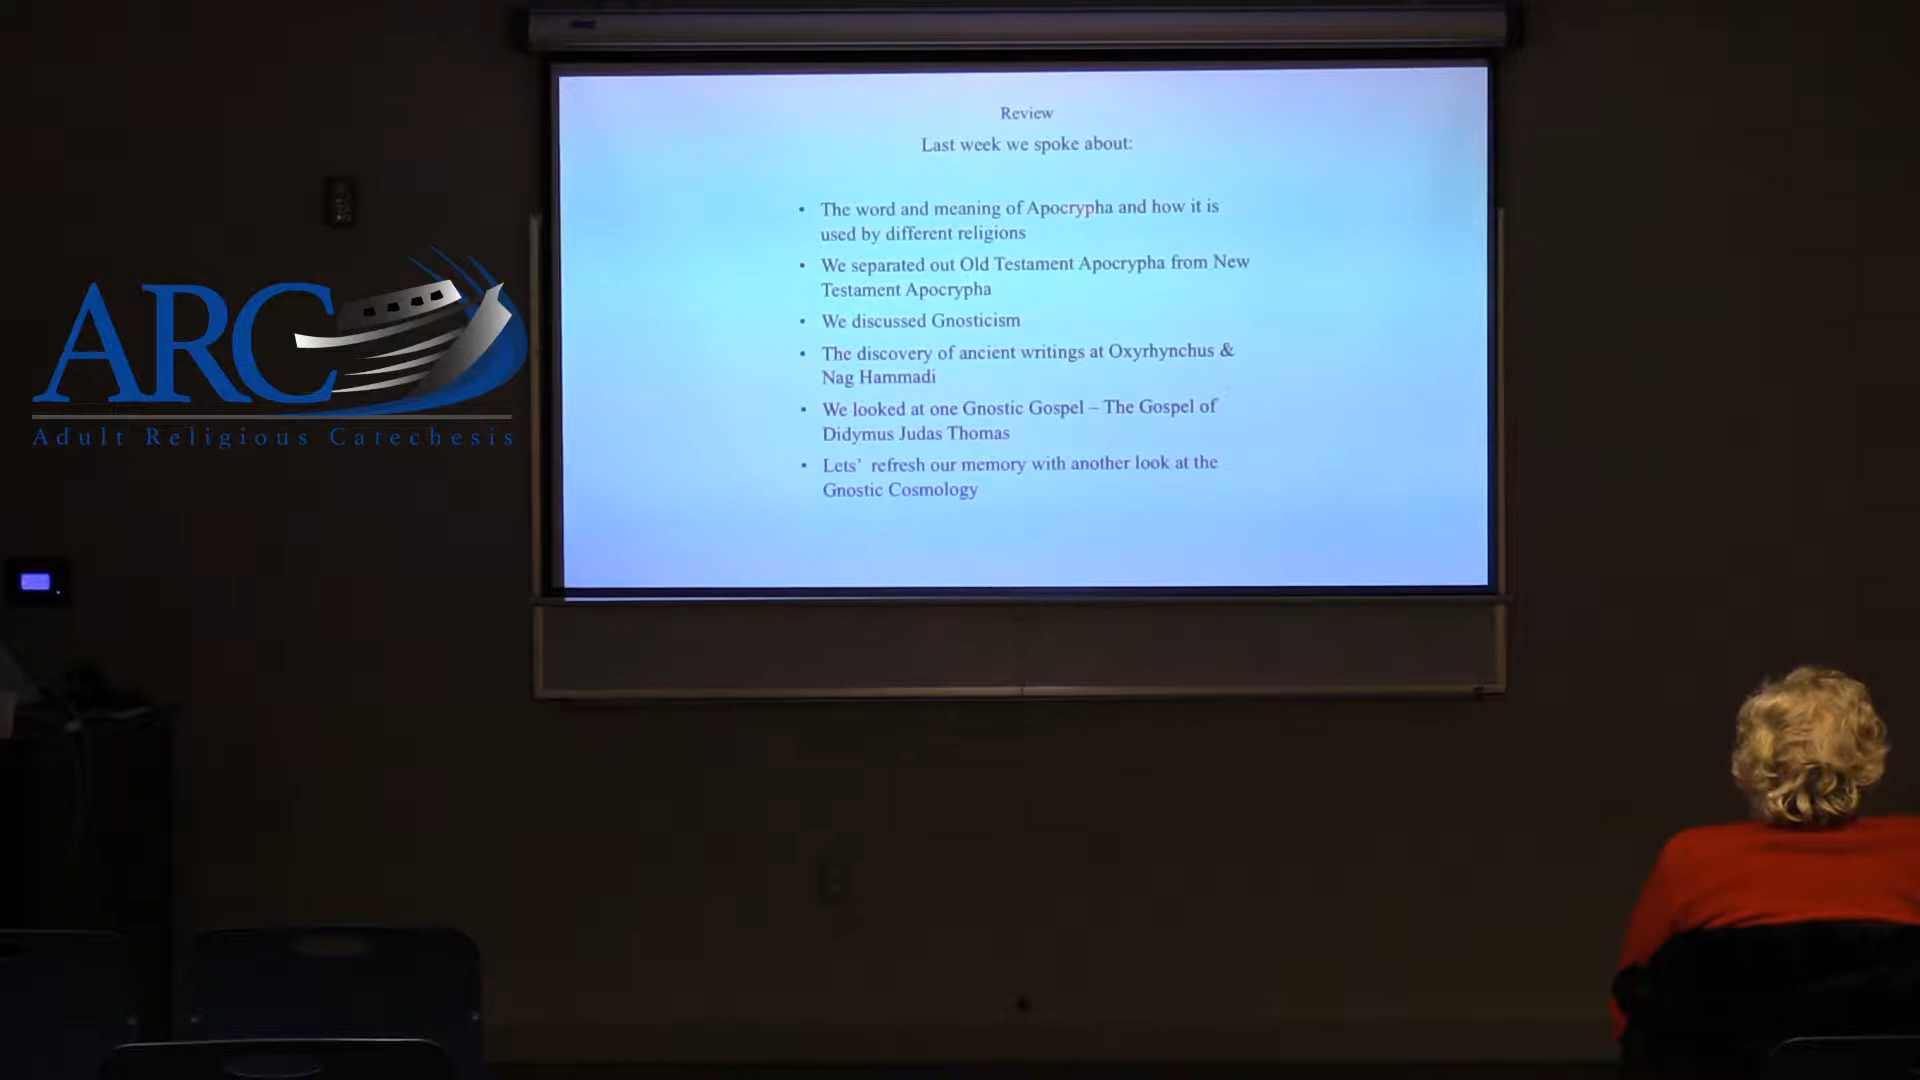 Review
Last week we spoke about:
• The word and meaning of Apocrypha and how it is
used by different religions
• We separated out Old Testament Apocrypha from New
Testament Apocrypha
• We discussed Gnosticism
• The discovery of ancient writings at Oxyrhynchus &
Nag Hammadi
• We looked at one Gnostic Gospel – The Gospel of
Didymus Judas Thomas
• Lets’ refresh our memory with another look at the
Gnostic Cosmology
ARC
Adult Religious Catechesis